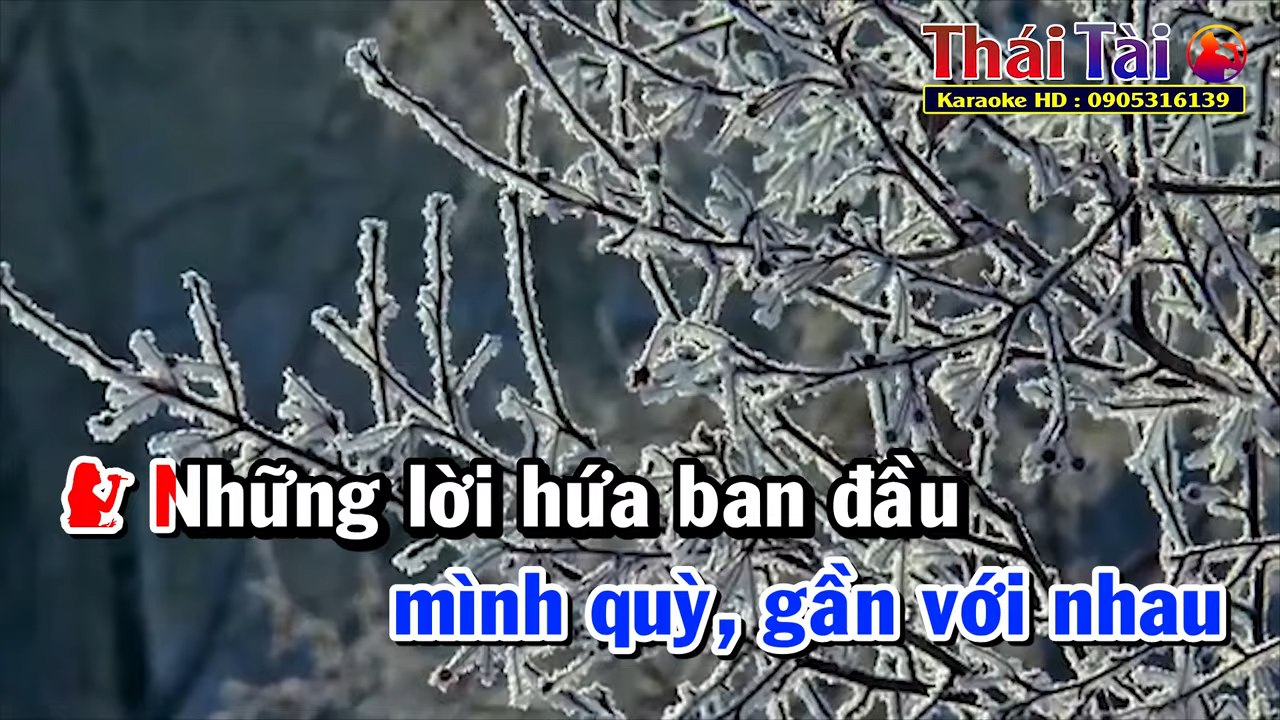 Thái Tài
Karaoke HD : 0905316139
Những lời hứa ban đầu
mình quỳ, gần với nhau